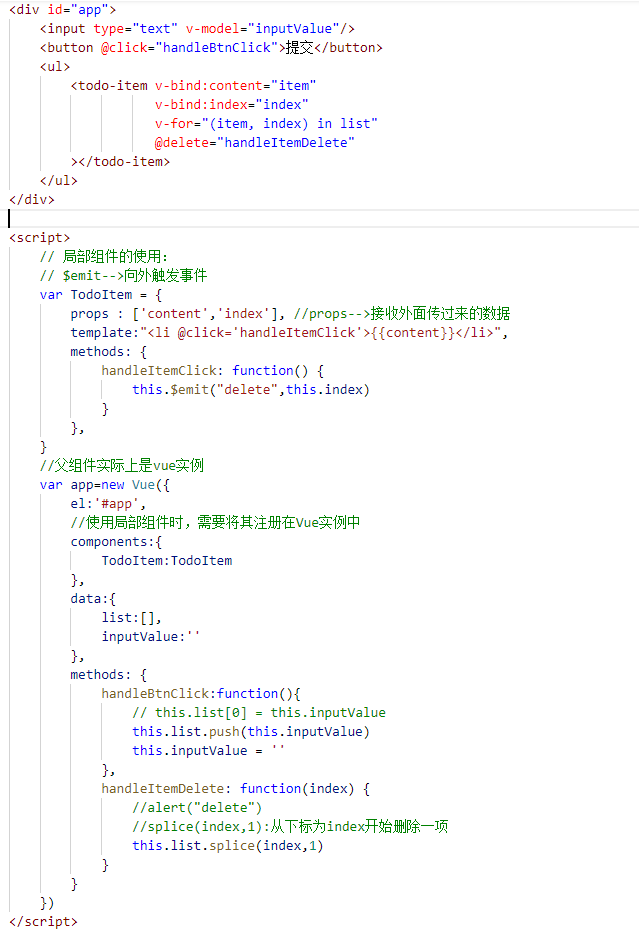 <div id="app">
    <input type="text" v-model="inputValue"/>
    <button @click="handleBtnClick">提交</button>
    <ul>
        <todo-item v-bind:content="item"
                   v-bind:index="index"
                   v-for="(item, index) in list"
                   @delete="handleItemDelete"
        ></todo-item>
    </ul>
</div>

<script>
    // 局部组件的使用:
    // $emit-->向外触发事件
    var TodoItem = {
        props : ['content','index'], //props-->接收外面传过来的数据
        template:"<li @click='handleItemClick'>{{content}}</li>",
        methods: {
            handleItemClick: function() {
                this.$emit("delete",this.index)
            }
        },
    }
    //父组件实际上是vue实例
    var app=new Vue({
        el:'#app',
        //使用局部组件时，需要将其注册在Vue实例中
        components:{
            TodoItem:TodoItem
        },
        data:{
            list:[],
            inputValue:''
        },
        methods: {
            handleBtnClick:function(){
                // this.list[0] = this.inputValue
                this.list.push(this.inputValue)
                this.inputValue = ''
            },
            handleItemDelete: function(index) {
                //alert("delete")
                //splice(index,1):从下标为index开始删除一项
                this.list.splice(index,1)
            }
        }
    })
</script>